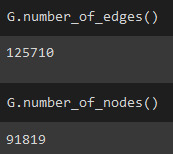 G.number_of_edges()
125710
G.number_of_nodes()
91819